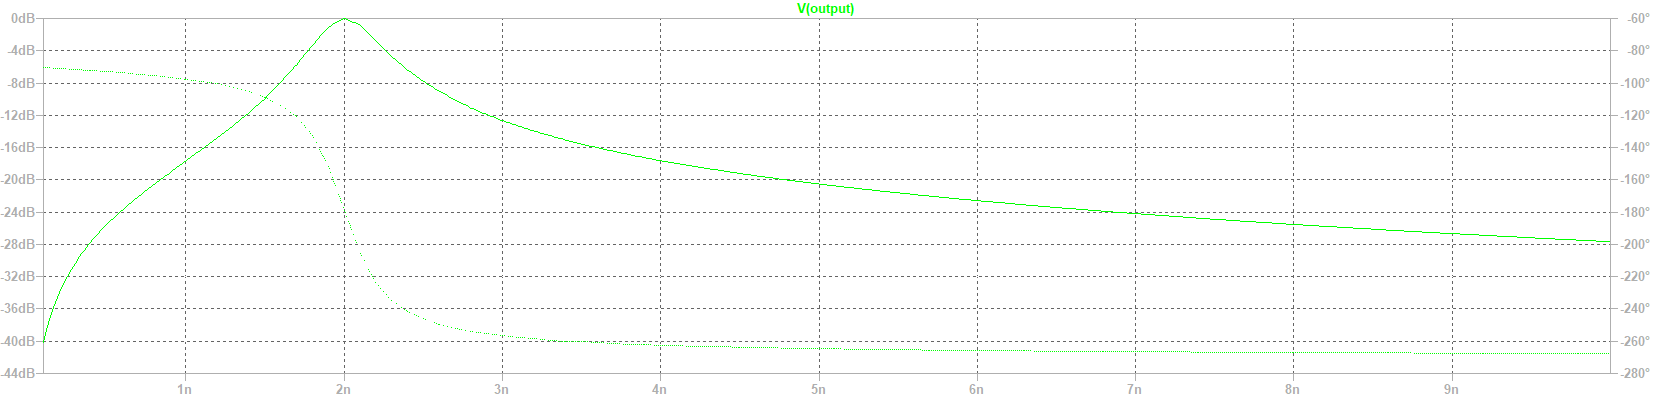 V(output)
0dB -60°
-4dB -80°
-8dB -100°
-12dB -120°
-16dB -140°
-20dB -160°
-24dB -180°
-28dB -200°
-32dB -220°
-36dB -240°
-40dB -260°
-44dB -280°
1n 2n 3n 4n 5n 6n 7n 8n 9n